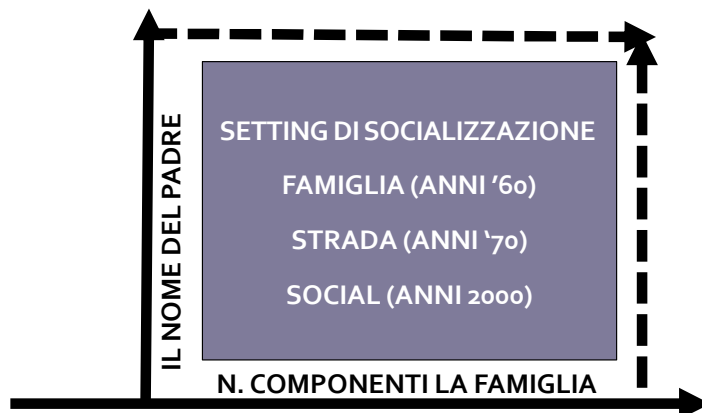 IL NOME DEL PADRE
SETTING DI SOCIALIZZAZIONE
FAMIGLIA (ANNI '60)
STRADA (ANNI '70)
SOCIAL (ANNI 2000)
N. COMPONENTI LA FAMIGLIA